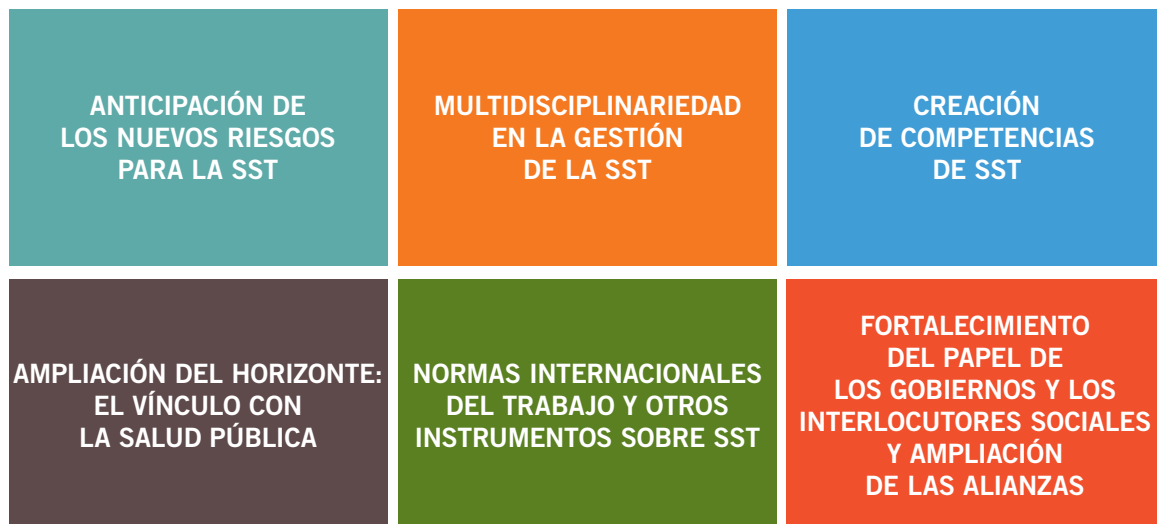 ANTICIPACIÓN DE
LOS NUEVOS RIESGOS
PARA LA SST
MULTIDISCIPLINARIEDAD
EN LA GESTIÓN
DE LA SST
CREACIÓN
DE COMPETENCIAS
DE SST
AMPLIACIÓN DEL HORIZONTE:
EL VÍNCULO CON
LA SALUD PÚBLICA
NORMAS INTERNACIONALES
DEL TRABAJO Y OTROS
INSTRUMENTOS SOBRE SST
FORTALECIMIENTO
DEL PAPEL DE
LOS GOBIERNOS Y LOS
INTERLOCUTORES SOCIALES
Y AMPLIACIÓN
DE LAS ALIANZAS